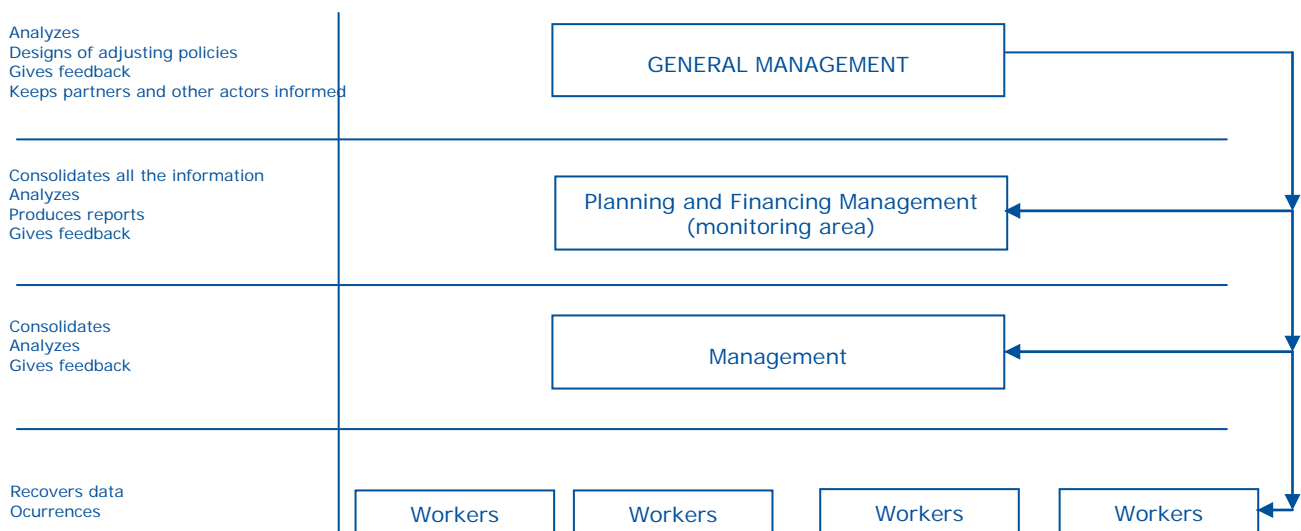 Analyzes
Designs of adjusting policies
Gives feedback
Keeps partners and other actors informed
GENERAL MANAGEMENT
Consolidates all the information
Analyzes
Produces reports
Gives feedback
Planning and Financing Management
(monitoring area)
Consolidates
Analyzes
Gives feedback
Management
Recovers data
Ocurrences
Workers
Workers
Workers
Workers